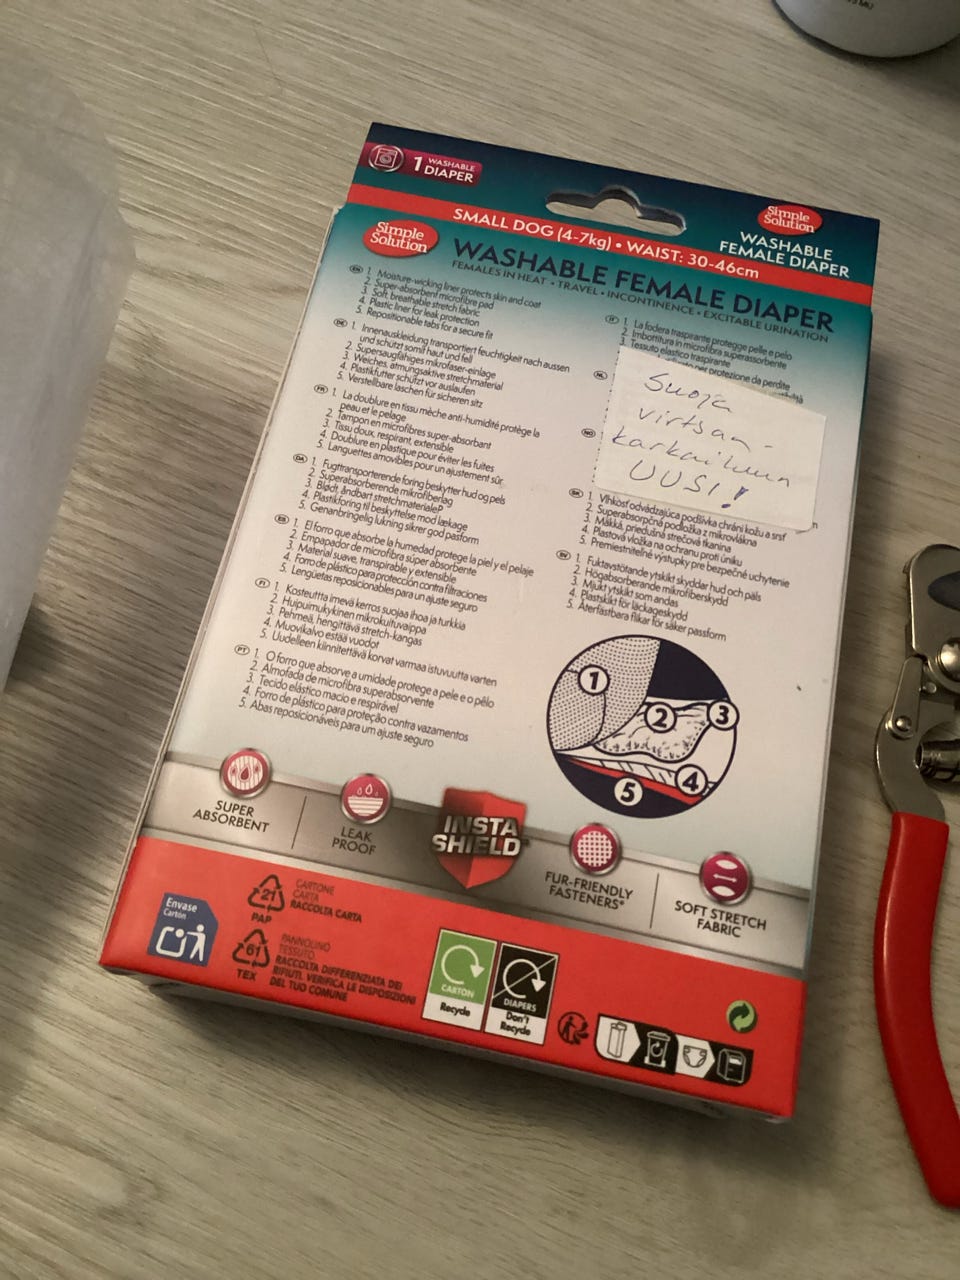 25 MU
1 WASHABLE
DIAPER
SMALL DOG (4-7kg) • WAIST: 30-46cm
Simple
Solution
WASHABLE
FEMALE DIAPER
Simple
Solution
WASHABLE FEMALE DIAPER
FEMALES IN HEAT • TRAVEL • INCONTINENCE • EXCITABLE URINATION
EN 1. Moisture-wicking liner protects skin and coat
2. Super-absorbent microfibre pad
3. Soft, breathable stretch fabric
4. Plastic liner for leak protection
5. Repositionable tabs for a secure fit
DE 1. Innenauskleidung transportiert feuchtigkeit nach aussen
und schützt somit haut und fell
2. Supersaugfähiges mikrofaser-einlage
3. Weiches, atmungsaktive stretchmaterial
4. Plastikfutter schützt vor auslaufen
5. Verstellbare laschen für sicheren sitz
FR 1. La doublure en tissu mèche anti-humidité protège la
peau et le pelage
2. Tampon en microfibres super-absorbant
3. Tissu doux, respirant, extensible
4. Doublure en plastique pour éviter les fuites
5. Languettes amovibles pour un ajustement sûr
DA 1. Fugttransporterende foring beskytter hud og pels
2. Superabsorberende mikrofiberlag
3. Blødt, åndbart stretchmaterialeP
4. Plastikforing til beskyttelse mod lækage
5. Genanbringelig lukning sikrer god pasform
ES 1. El forro que absorbe la humedad protege la piel y el pelaje
2. Empapador de microfibra súper absorbente
3. Material suave, transpirable y extensible
4. Forro de plástico para protección contra filtraciones
5. Lengüetas reposicionables para un ajuste seguro
FI 1. Kosteutta imevä kerros suojaa ihoa ja turkkia
2. Huipuimukykinen mikrokuituvaippa
3. Pehmeä, hengittävä stretch-kangas
4. Muovikalvo estää vuodot
5. Uudelleen kiinnitettävä korvat varmaa istuvuutta varten
PT 1. O forro que absorve a umidade protege a pele e o pêlo
2. Almofada de microfibra superabsorvente
3. Tecido elástico macio e respirável
4. Forro de plástico para proteção contra vazamentos
5. Abas reposicionáveis para um ajuste seguro
IT 1. La fodera traspirante protegge pelle e pelo
2. Imbottitura in microfibra superassorbente
3. Tessuto elastico traspirante
per protezione da perdite
NL
NO
Suoja
virtsan-
karkailuun
UUSI!
SK 1. Vlhkosť odvádzajúca podšívka chráni kožu a srsť
2. Superabsorpčná podložka z mikrovlákna
3. Mäkká, priedušná strečová tkanina
4. Plastová vložka na ochranu proti úniku
5. Premiestniteľné výstupky pre bezpečné uchytenie
SV 1. Fuktavstötande ytskikt skyddar hud och päls
2. Högabsorberande mikrofiberskydd
3. Mjukt ytskikt som andas
4. Plastskikt för läckageskydd
5. Återfästbara flikar för säker passform
1
2
3
4
5
SUPER
ABSORBENT
LEAK
PROOF
INSTA
SHIELD
FUR-FRIENDLY
FASTENERS®
SOFT STRETCH
FABRIC
Envase
Cartón
21
PAP
CARTONE
CARTA
RACCOLTA CARTA
61
TEX
PANNOLINO
TESSUTO
RACCOLTA DIFFERENZIATA DEI
RIFIUTI. VERIFICA LE DISPOSIZIONI
DEL TUO COMUNE
CARTON
Recycle
DIAPERS
Don't
Recycle